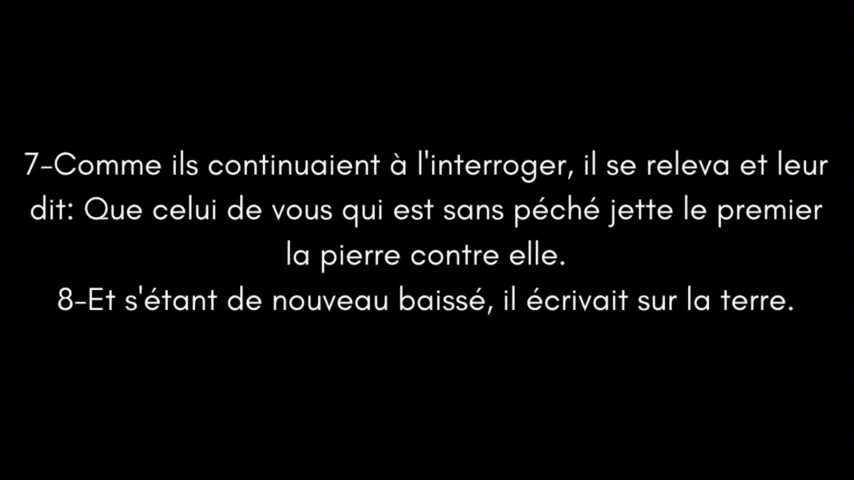 7-Comme ils continuaient à l'interroger, il se releva et leur
dit: Que celui de vous qui est sans péché jette le premier
la pierre contre elle.
8-Et s'étant de nouveau baissé, il écrivait sur la terre.